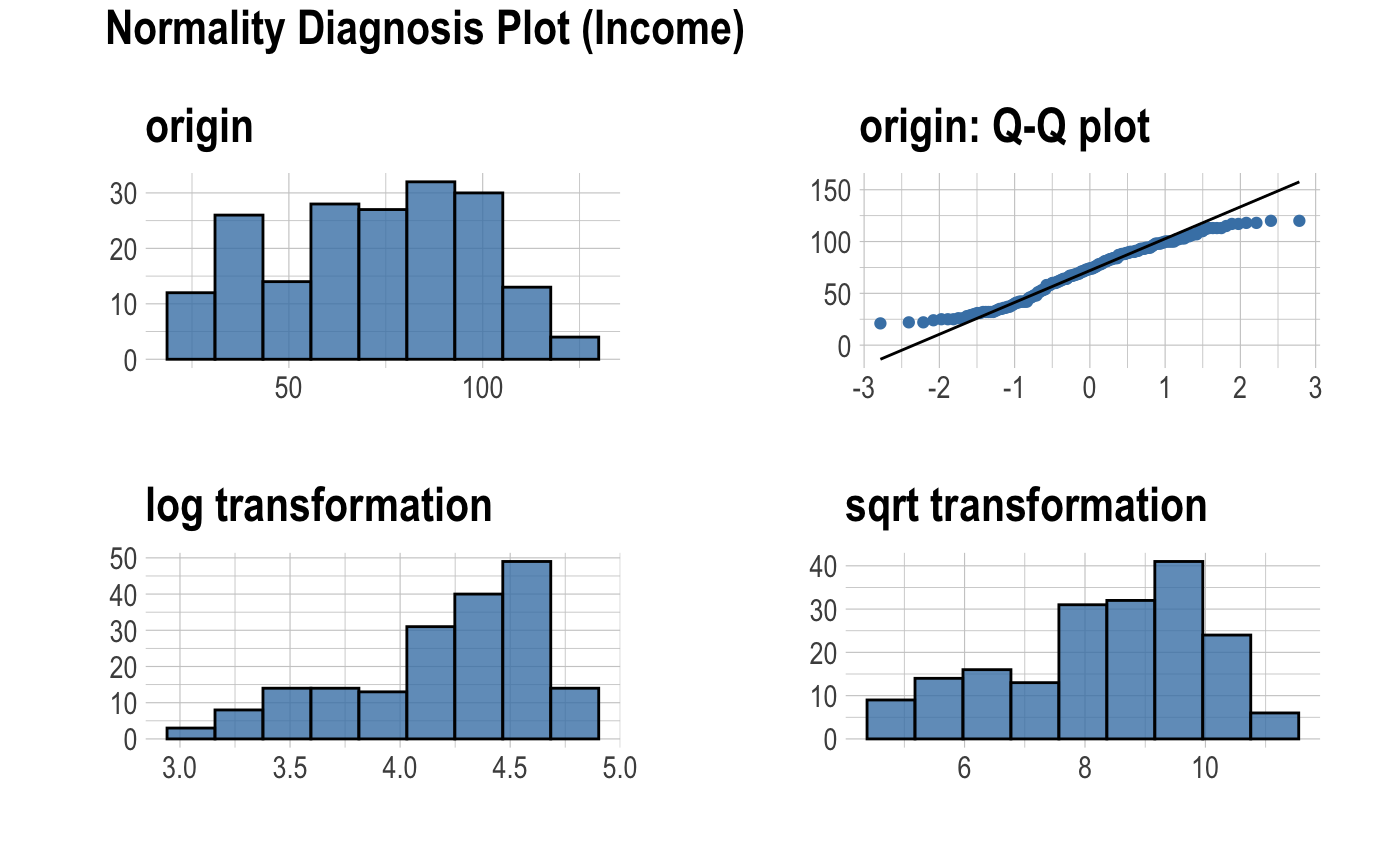 Normality Diagnosis Plot (Income)
origin
30
20
10
0
50 100
origin: Q-Q plot
150
100
50
0
-3 -2 -1 0 1 2 3
log transformation
50
40
30
20
10
0
3.0 3.5 4.0 4.5 5.0
sqrt transformation
40
30
20
10
0
6 8 10